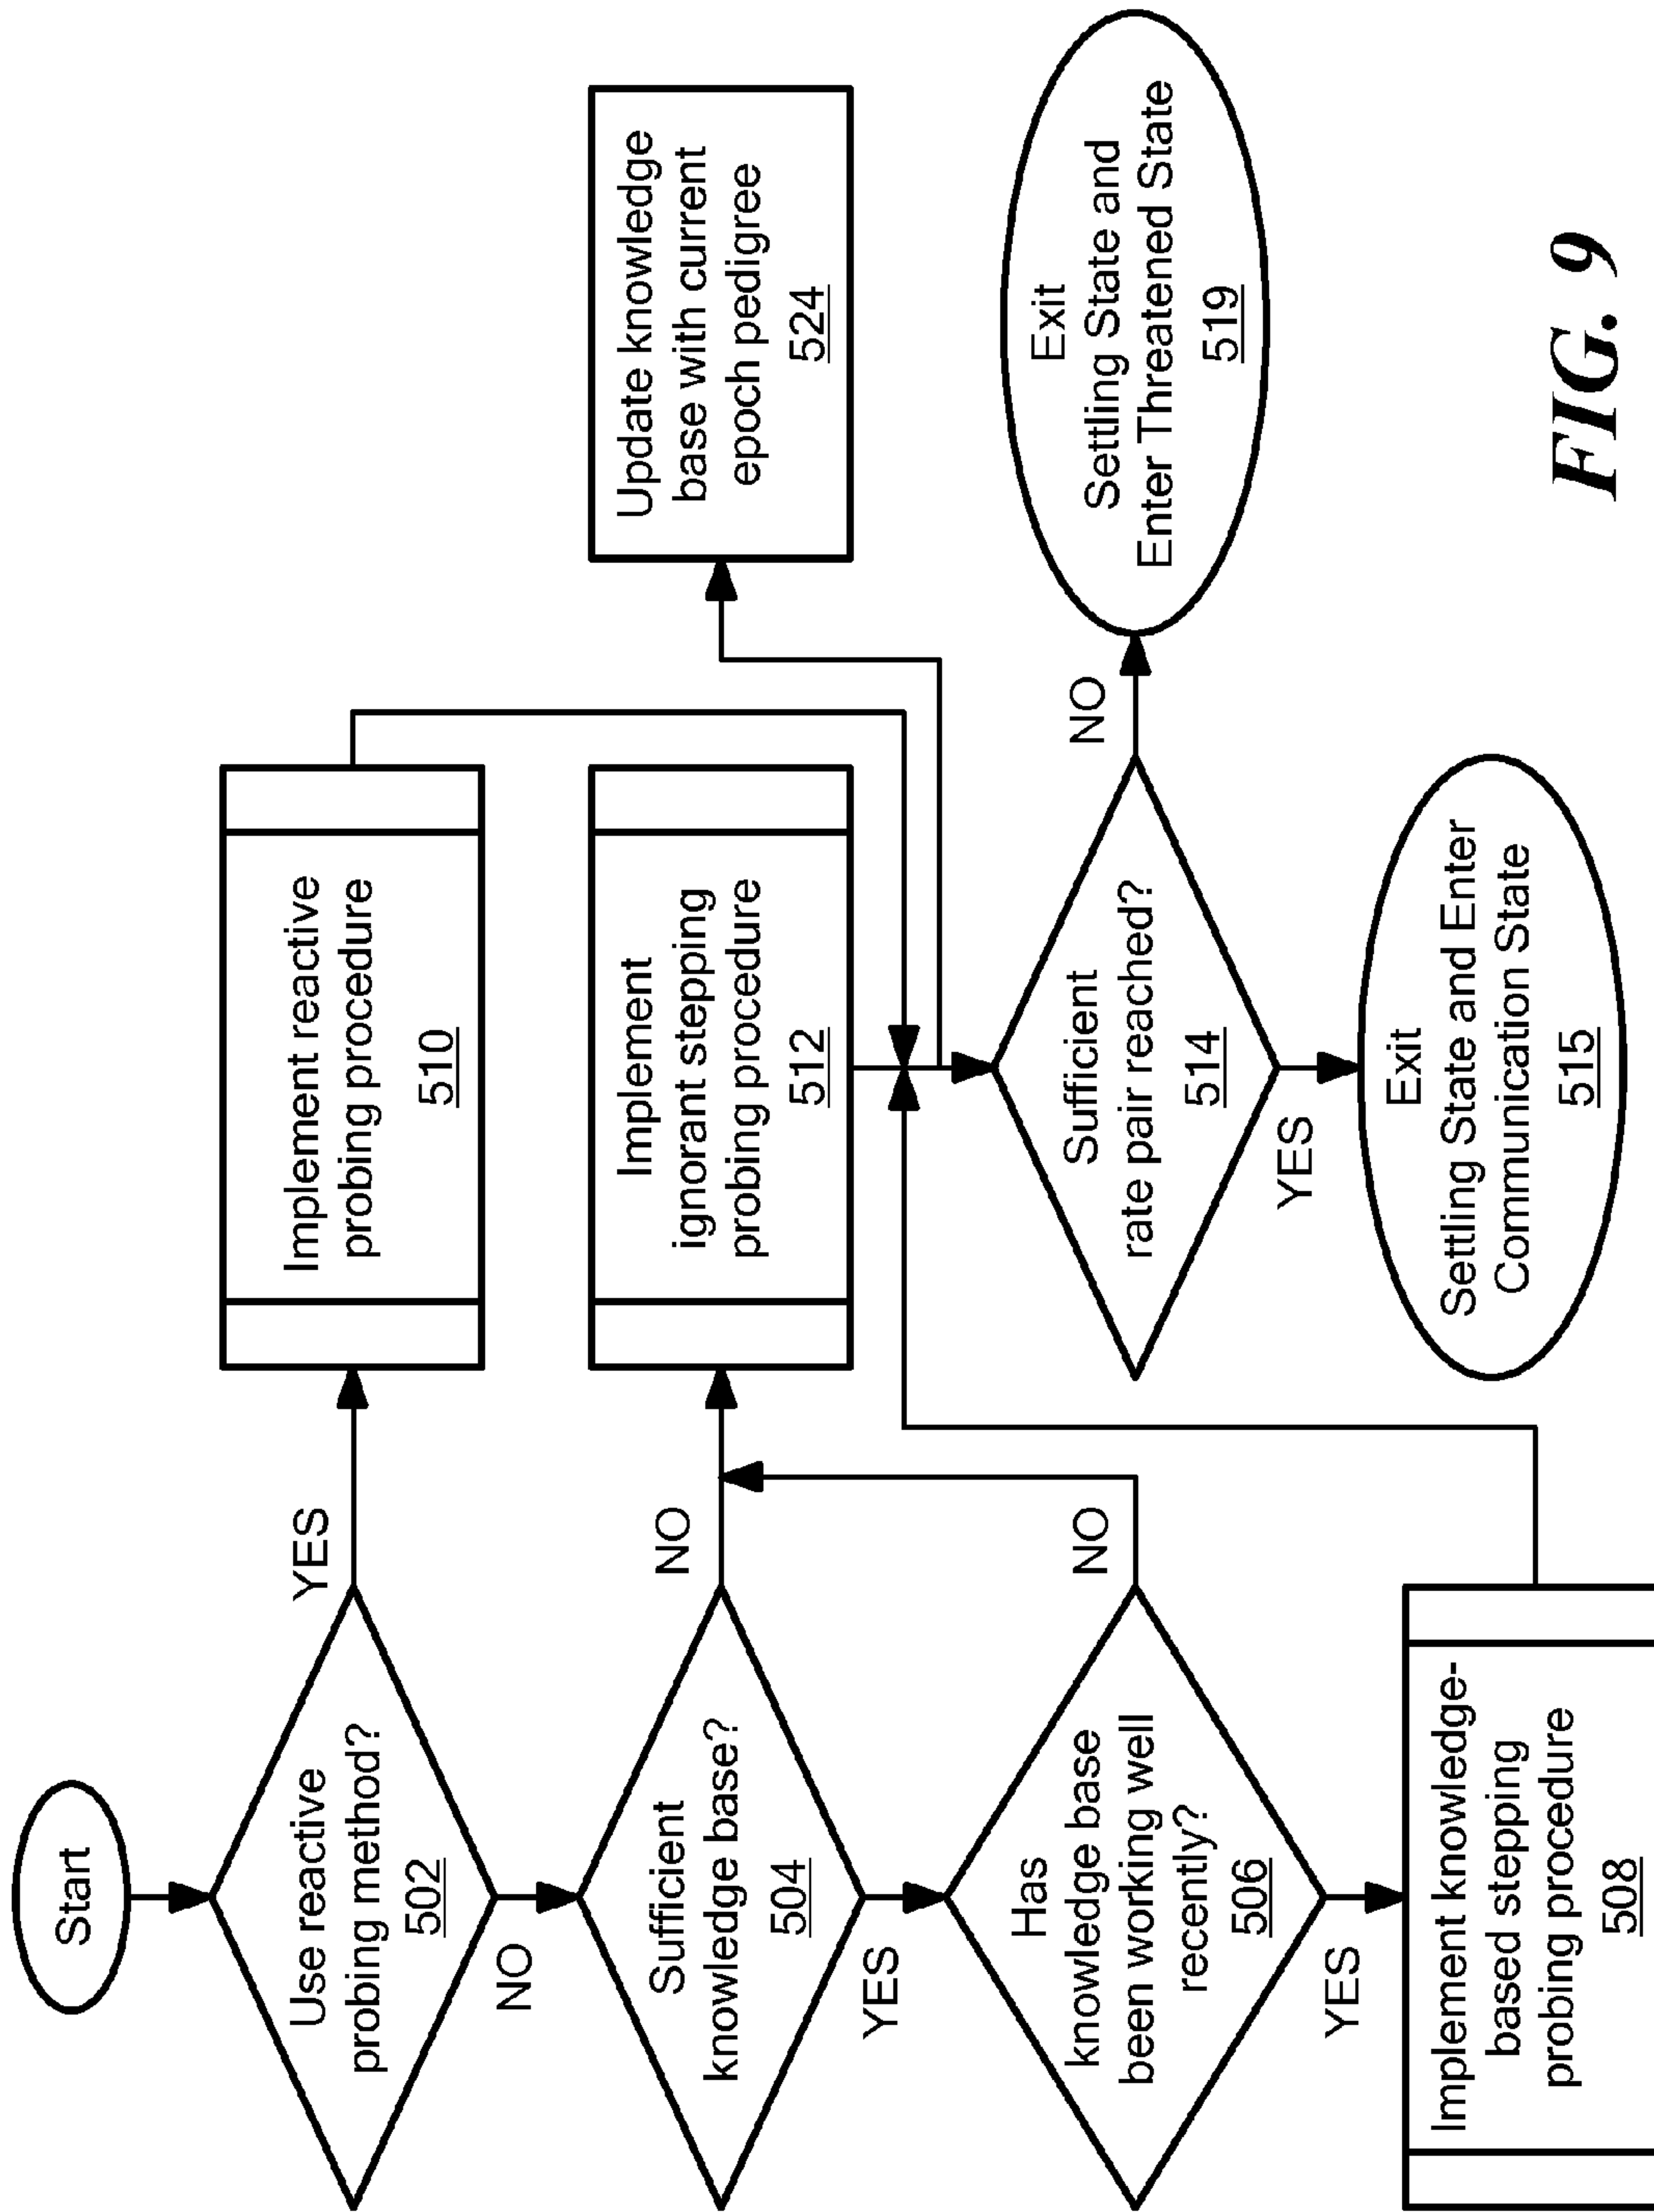 Start
Use reactive
probing method?
502
YES
NO
Implement reactive
probing procedure
510
Sufficient
knowledge base?
504
NO
YES
Implement
ignorant stepping
probing procedure
512
Update knowledge
base with current
epoch pedigree
524
Has
knowledge base
been working well
recently?
506
NO
YES
Sufficient
rate pair reached?
514
NO
YES
Exit
Settling State and
Enter Threatened State
519
Implement knowledge-
based stepping
probing procedure
508
Exit
Settling State and Enter
Communication State
515
FIG. 9